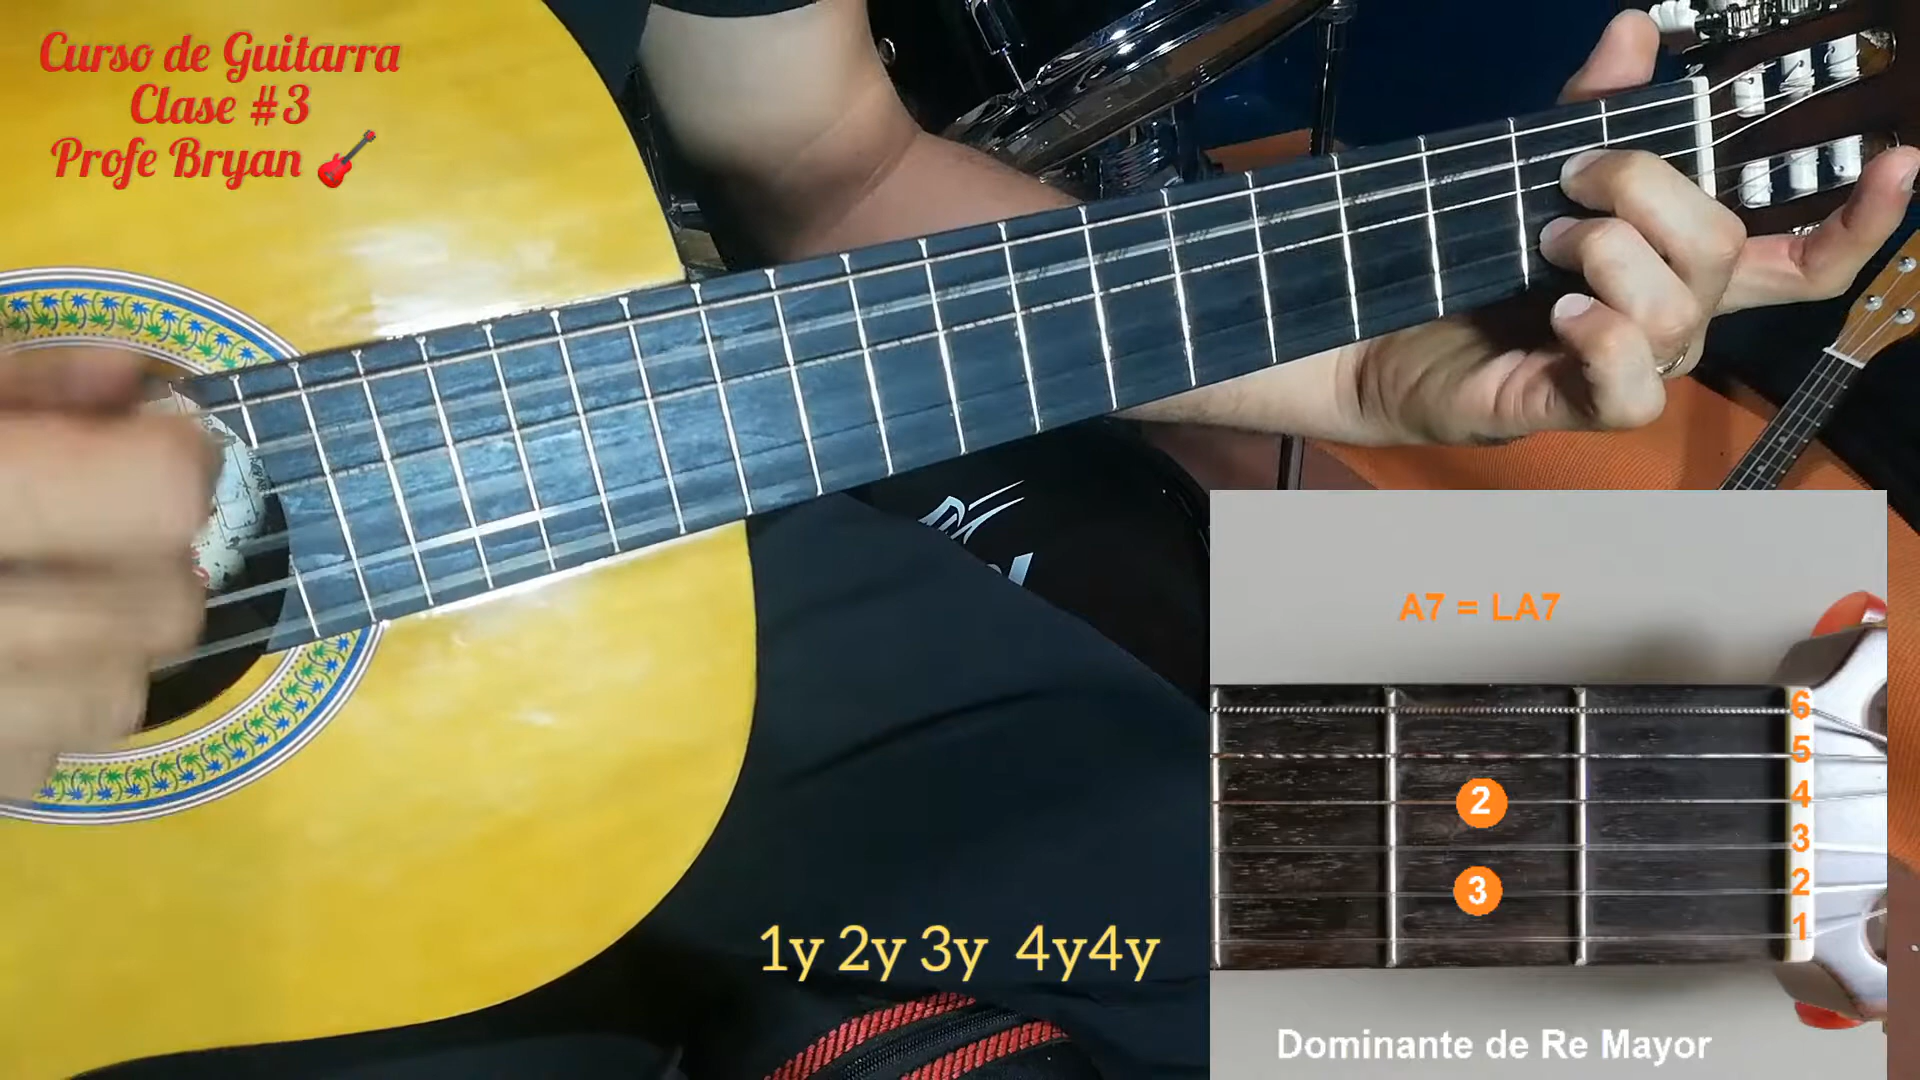 Curso de Guitarra
Clase #3
Profe Bryan
A7 = LA7
6
5
4
2
3
2
3
1
1y 2y 3y 4y4y
Dominante de Re Mayor